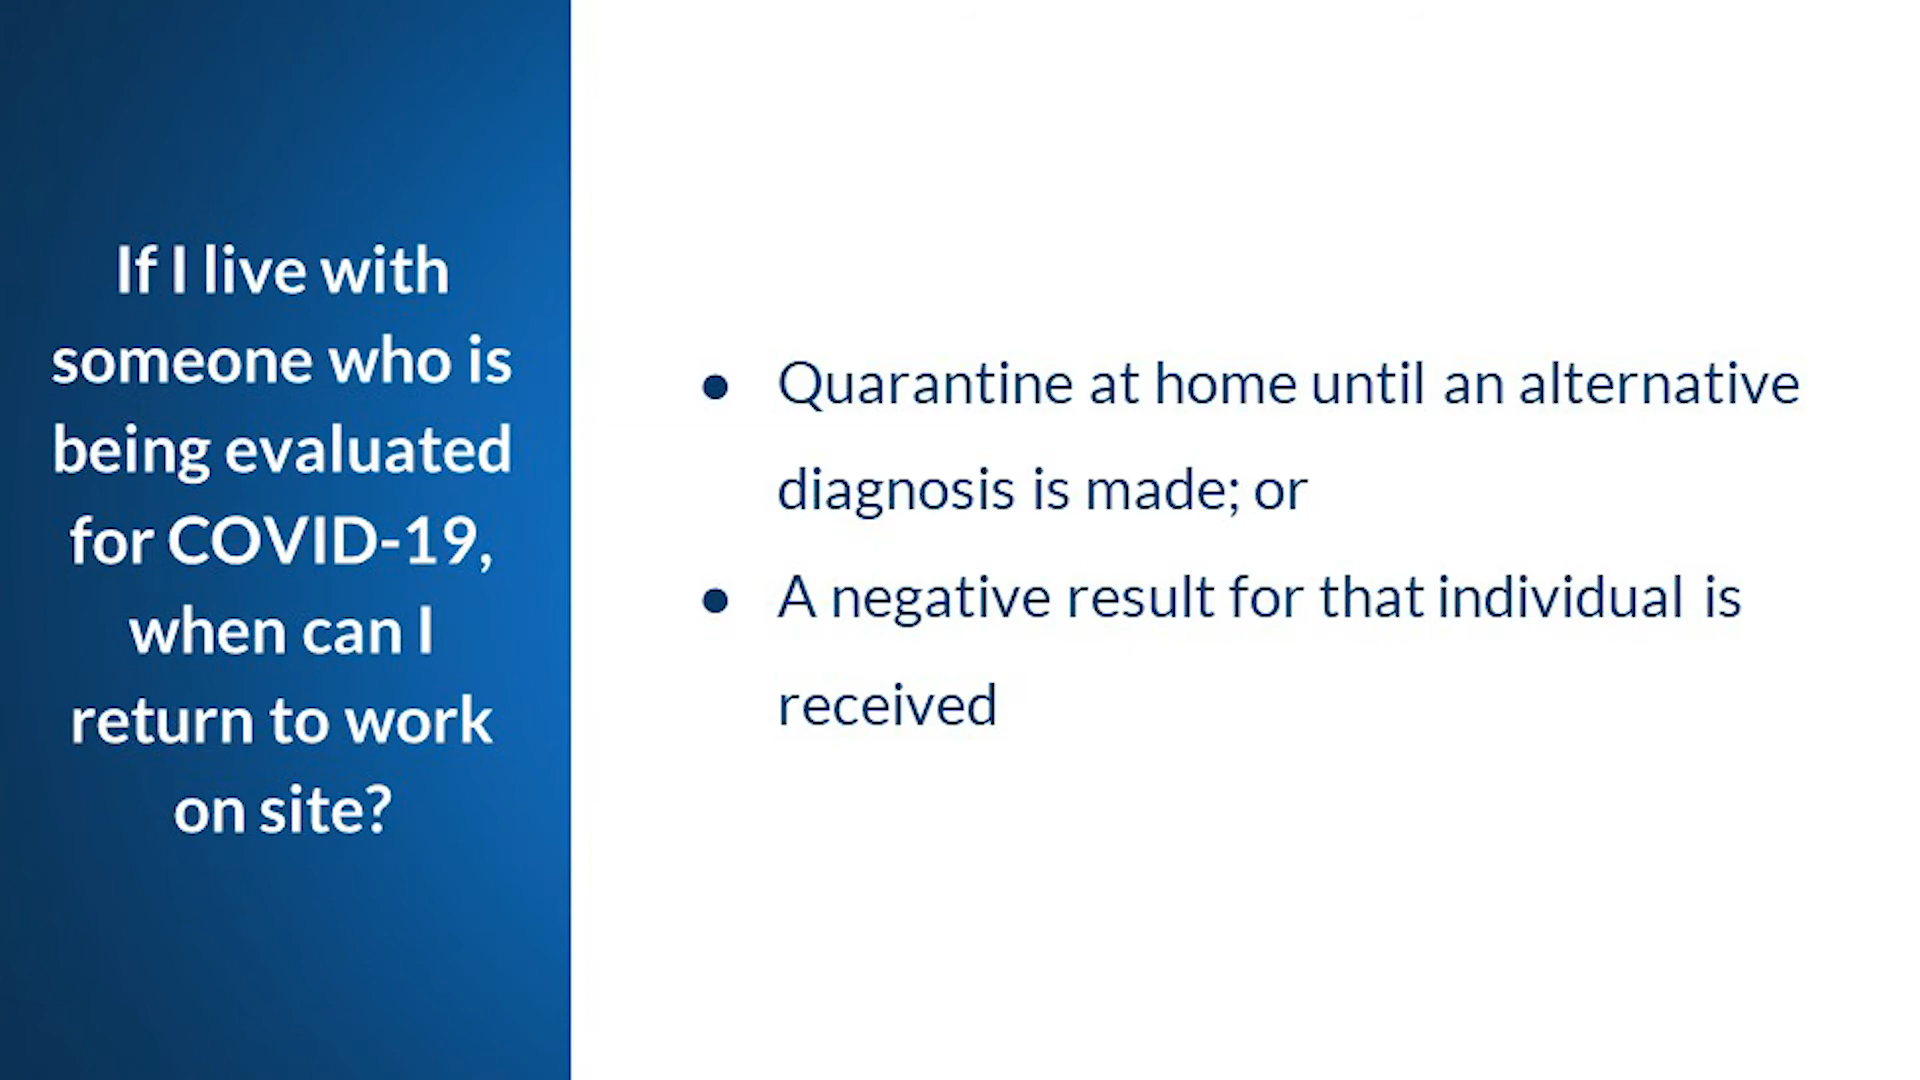 If I live with
someone who is
being evaluated
for COVID-19,
when can I
return to work
on site?
● Quarantine at home until an alternative
diagnosis is made; or
● A negative result for that individual is
received